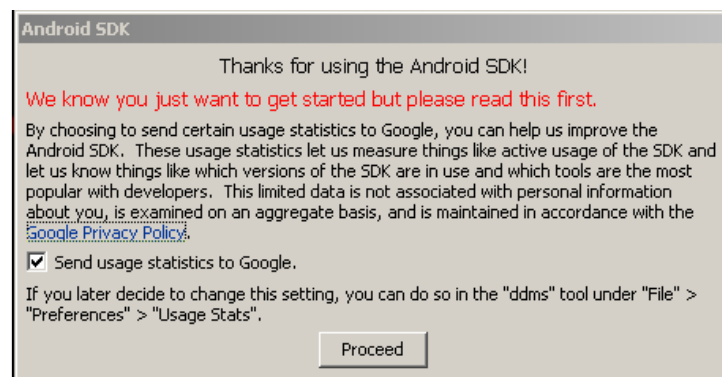 Android SDK
Thanks for using the Android SDK!
We know you just want to get started but please read this first.
By choosing to send certain usage statistics to Google, you can help us improve the
Android SDK.  These usage statistics let us measure things like active usage of the SDK and
let us know things like which versions of the SDK are in use and which tools are the most
popular with developers.  This limited data is not associated with personal information
about you, is examined on an aggregate basis, and is maintained in accordance with the
Google Privacy Policy.
Send usage statistics to Google.
If you later decide to change this setting, you can do so in the "ddms" tool under "File" >
"Preferences" > "Usage Stats".
Proceed